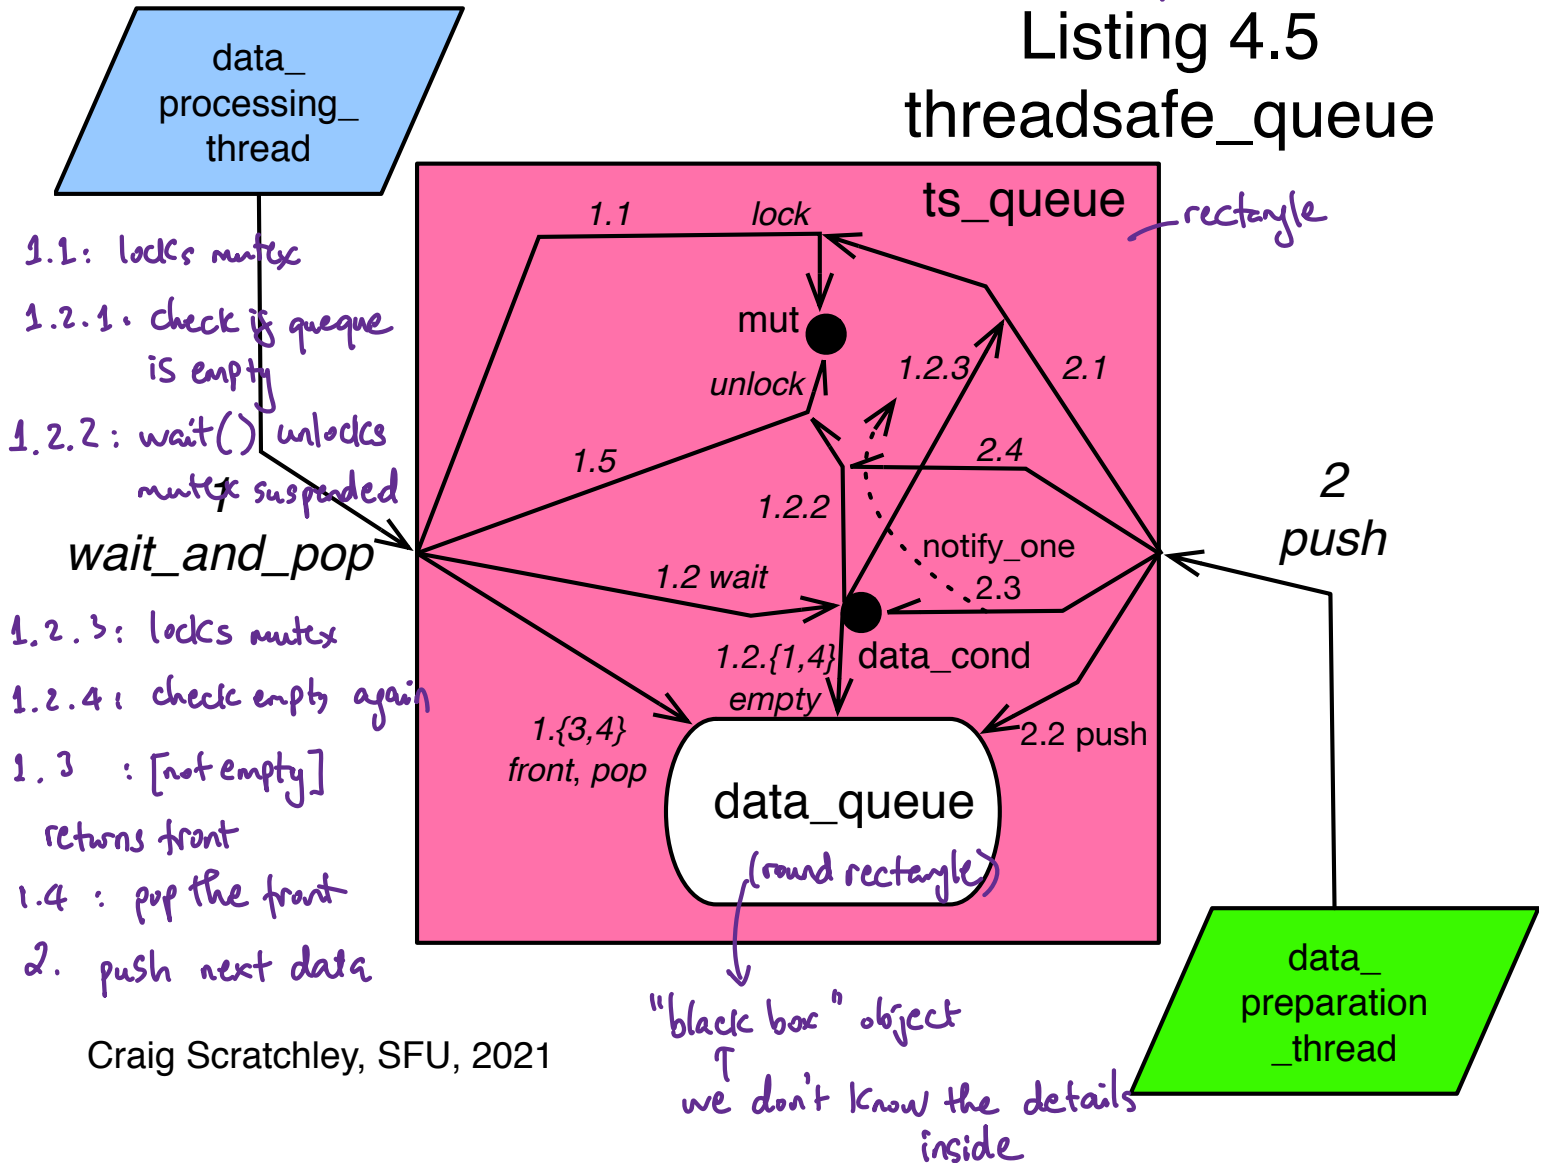 Listing 4.5
threadsafe_queue
data_
processing_
thread
ts_queue
rectangle
1.1
lock
1.1: locks mutex
1.2.1: check if queque
is empty
1.2.2: wait() unlocks
mutex suspended
mut
unlock
1.2.3
2.1
1.5
2.4
1.2.2
1
wait_and_pop
2
push
notify_one
2.3
1.2 wait
1.2.3: locks mutex
1.2.4: check empty again
1.3 : [not empty]
returns front
1.4 : pop the front
2. push next data
1.2.{1,4}
empty
data_cond
1.{3,4}
front, pop
2.2 push
data_queue
(round rectangle)
"black box" object
we don't know the details
inside
data_
preparation
_thread
Craig Scratchley, SFU, 2021